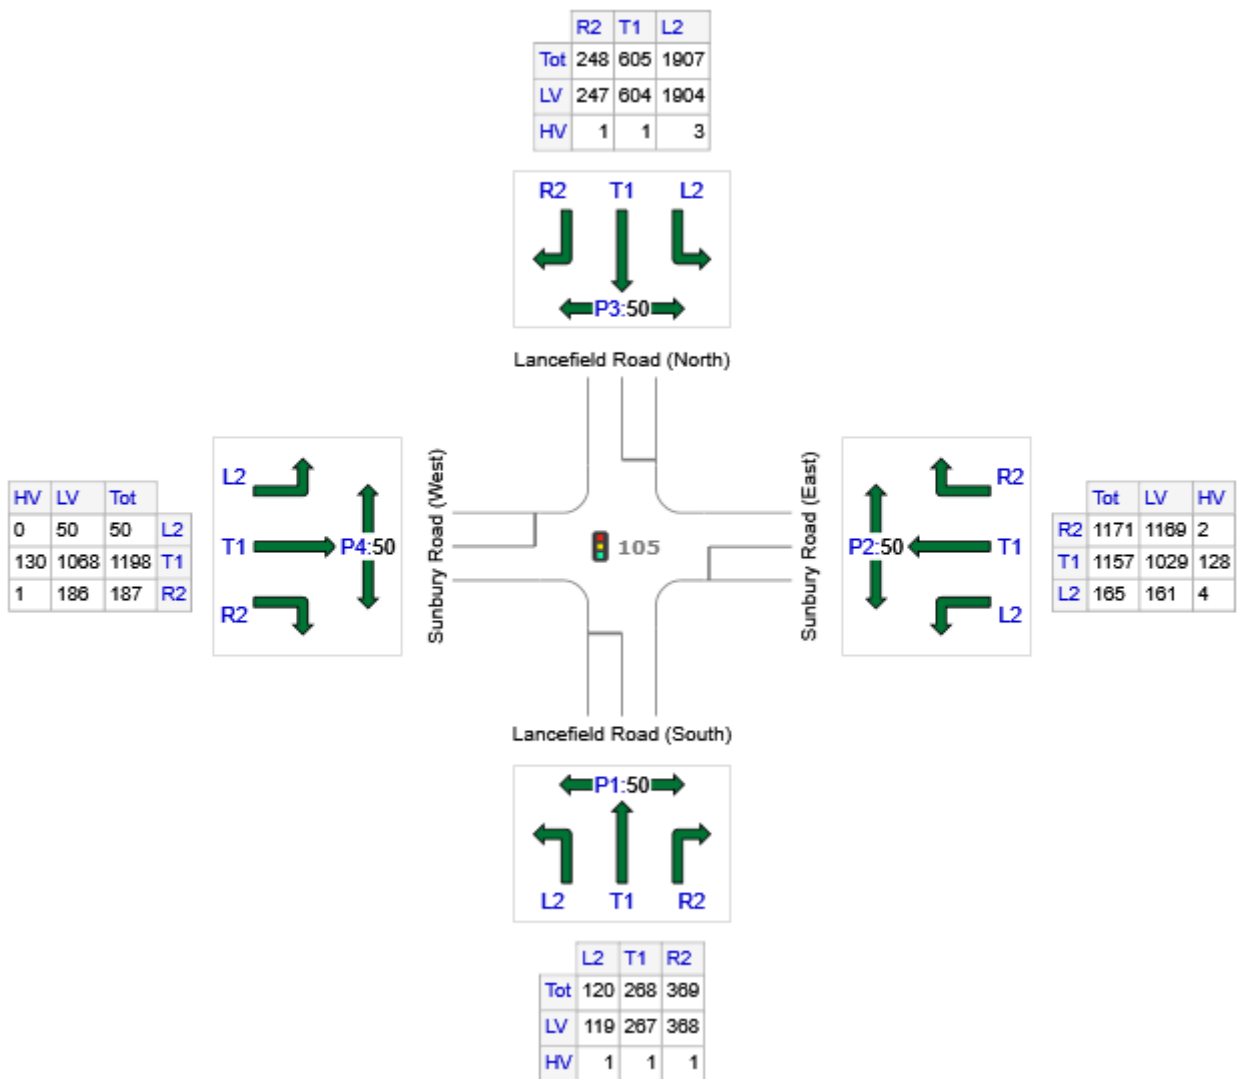 R2 T1 L2
Tot 248 605 1907
LV 247 604 1904
HV 1 1 3
R2 T1 L2
P3:50
Lancefield Road (North)
HV LV Tot
0 50 50 L2
130 1068 1198 T1
1 186 187 R2
L2
T1
R2
P4:50
Sunbury Road (West)
105
Sunbury Road (East)
P2:50
R2
T1
L2
Tot LV HV
R2 1171 1169 2
T1 1157 1029 128
L2 165 161 4
Lancefield Road (South)
P1:50
L2 T1 R2
L2 T1 R2
Tot 120 268 369
LV 119 267 368
HV 1 1 1